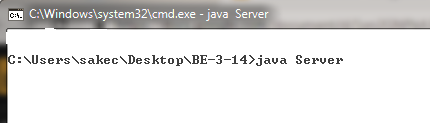 C:\Windows\system32\cmd.exe - java  Server
C:\Users\sakec\Desktop\BE-3-14>java Server